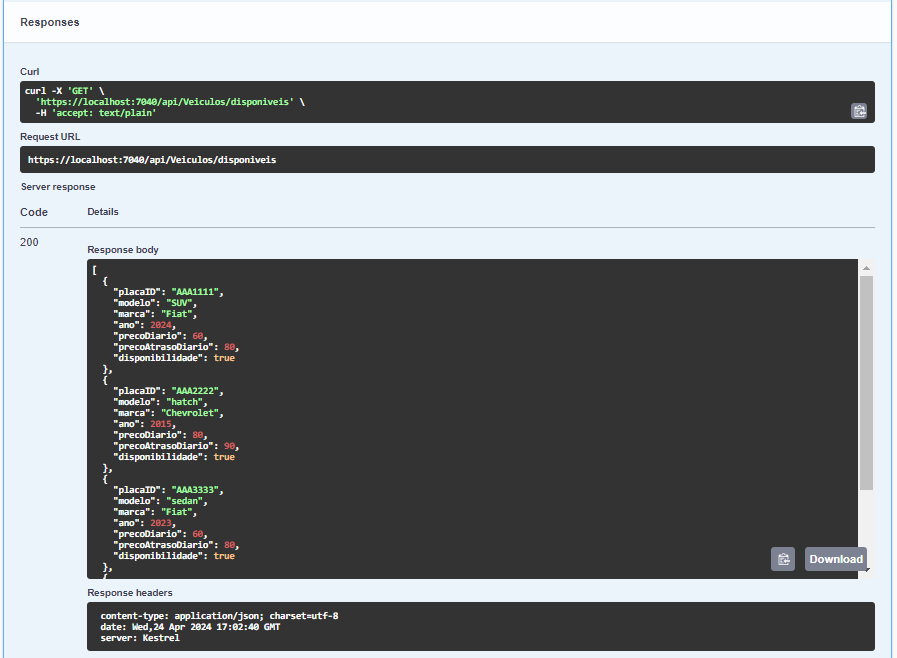 Responses
Curl
curl -X 'GET' \
  'https://localhost:7040/api/Veiculos/disponiveis' \
  -H 'accept: text/plain'
Request URL
https://localhost:7040/api/Veiculos/disponiveis
Server response
Code Details
200
Response body
[
  {
    "placaID": "AAA1111",
    "modelo": "SUV",
    "marca": "Fiat",
    "ano": 2024,
    "precoDiario": 60,
    "precoAtrasoDiario": 80,
    "disponibilidade": true
  },
  {
    "placaID": "AAA2222",
    "modelo": "hatch",
    "marca": "Chevrolet",
    "ano": 2015,
    "precoDiario": 80,
    "precoAtrasoDiario": 90,
    "disponibilidade": true
  },
  {
    "placaID": "AAA3333",
    "modelo": "sedan",
    "marca": "Fiat",
    "ano": 2023,
    "precoDiario": 60,
    "precoAtrasoDiario": 80,
    "disponibilidade": true
  },
  {
Download
Response headers
content-type: application/json; charset=utf-8
date: Wed,24 Apr 2024 17:02:40 GMT
server: Kestrel